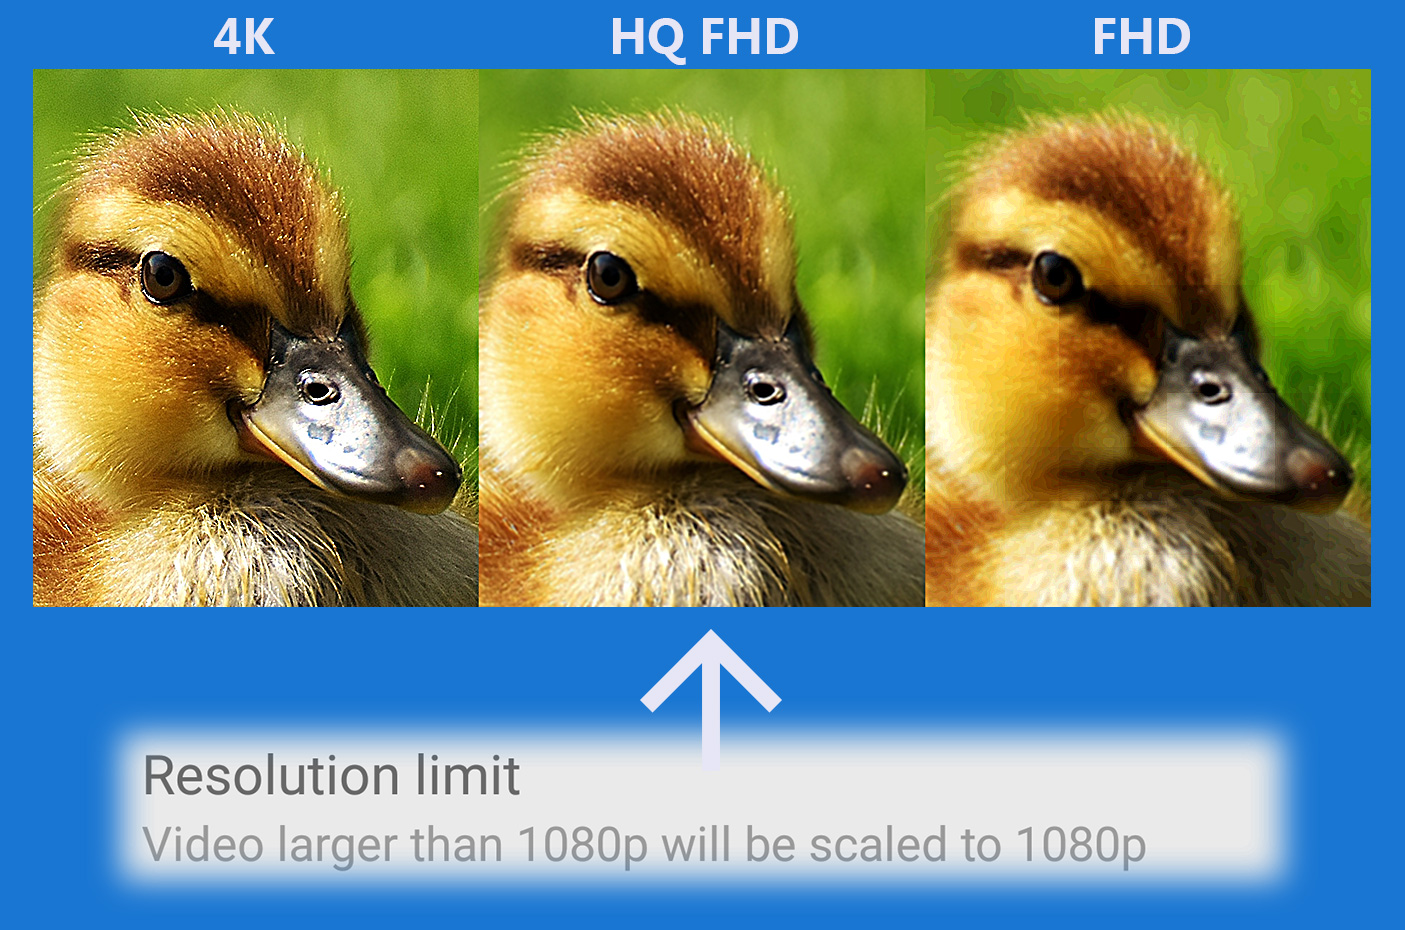 4K HQ FHD FHD
Resolution limit
Video larger than 1080p will be scaled to 1080p